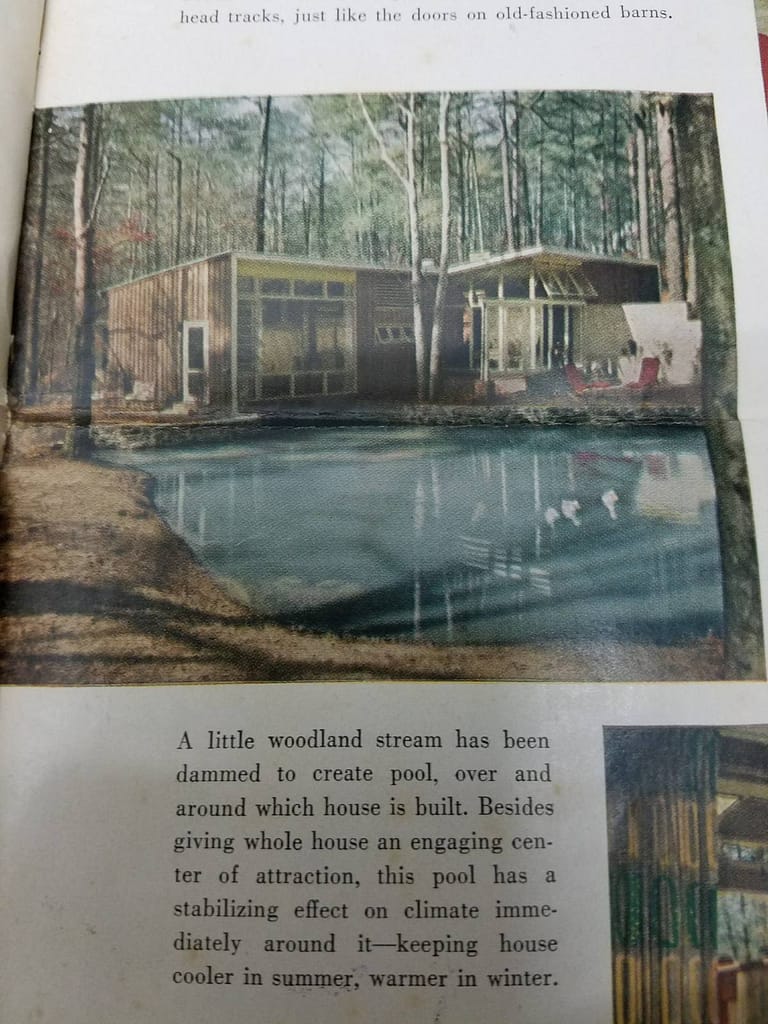 head tracks, just like the doors on old-fashioned barns.
A little woodland stream has been
dammed to create pool, over and
around which house is built. Besides
giving whole house an engaging cen-
ter of attraction, this pool has a
stabilizing effect on climate imme-
diately around it—keeping house
cooler in summer, warmer in winter.